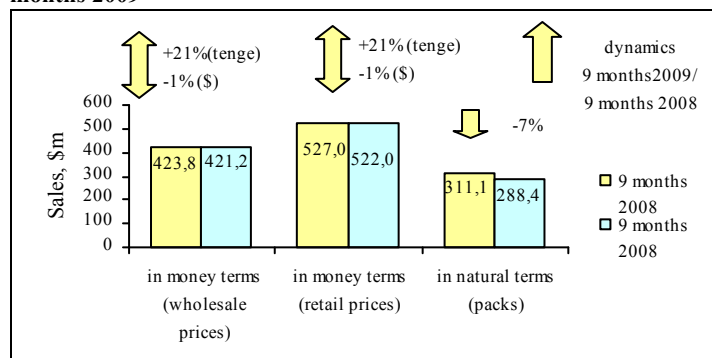 months 2009
+21%(tenge)
-1%($)
+21%(tenge)
-1%($)
dynamics
9 months2009/
9 months 2008
-7%
Sales, $m
600
500
400
300
200
100
0
423,8
421,2
527,0
522,0
311,1
288,4
9 months
2008
9 months
2008
in money terms
(wholesale
prices)
in money terms
(retail prices)
in natural terms
(packs)